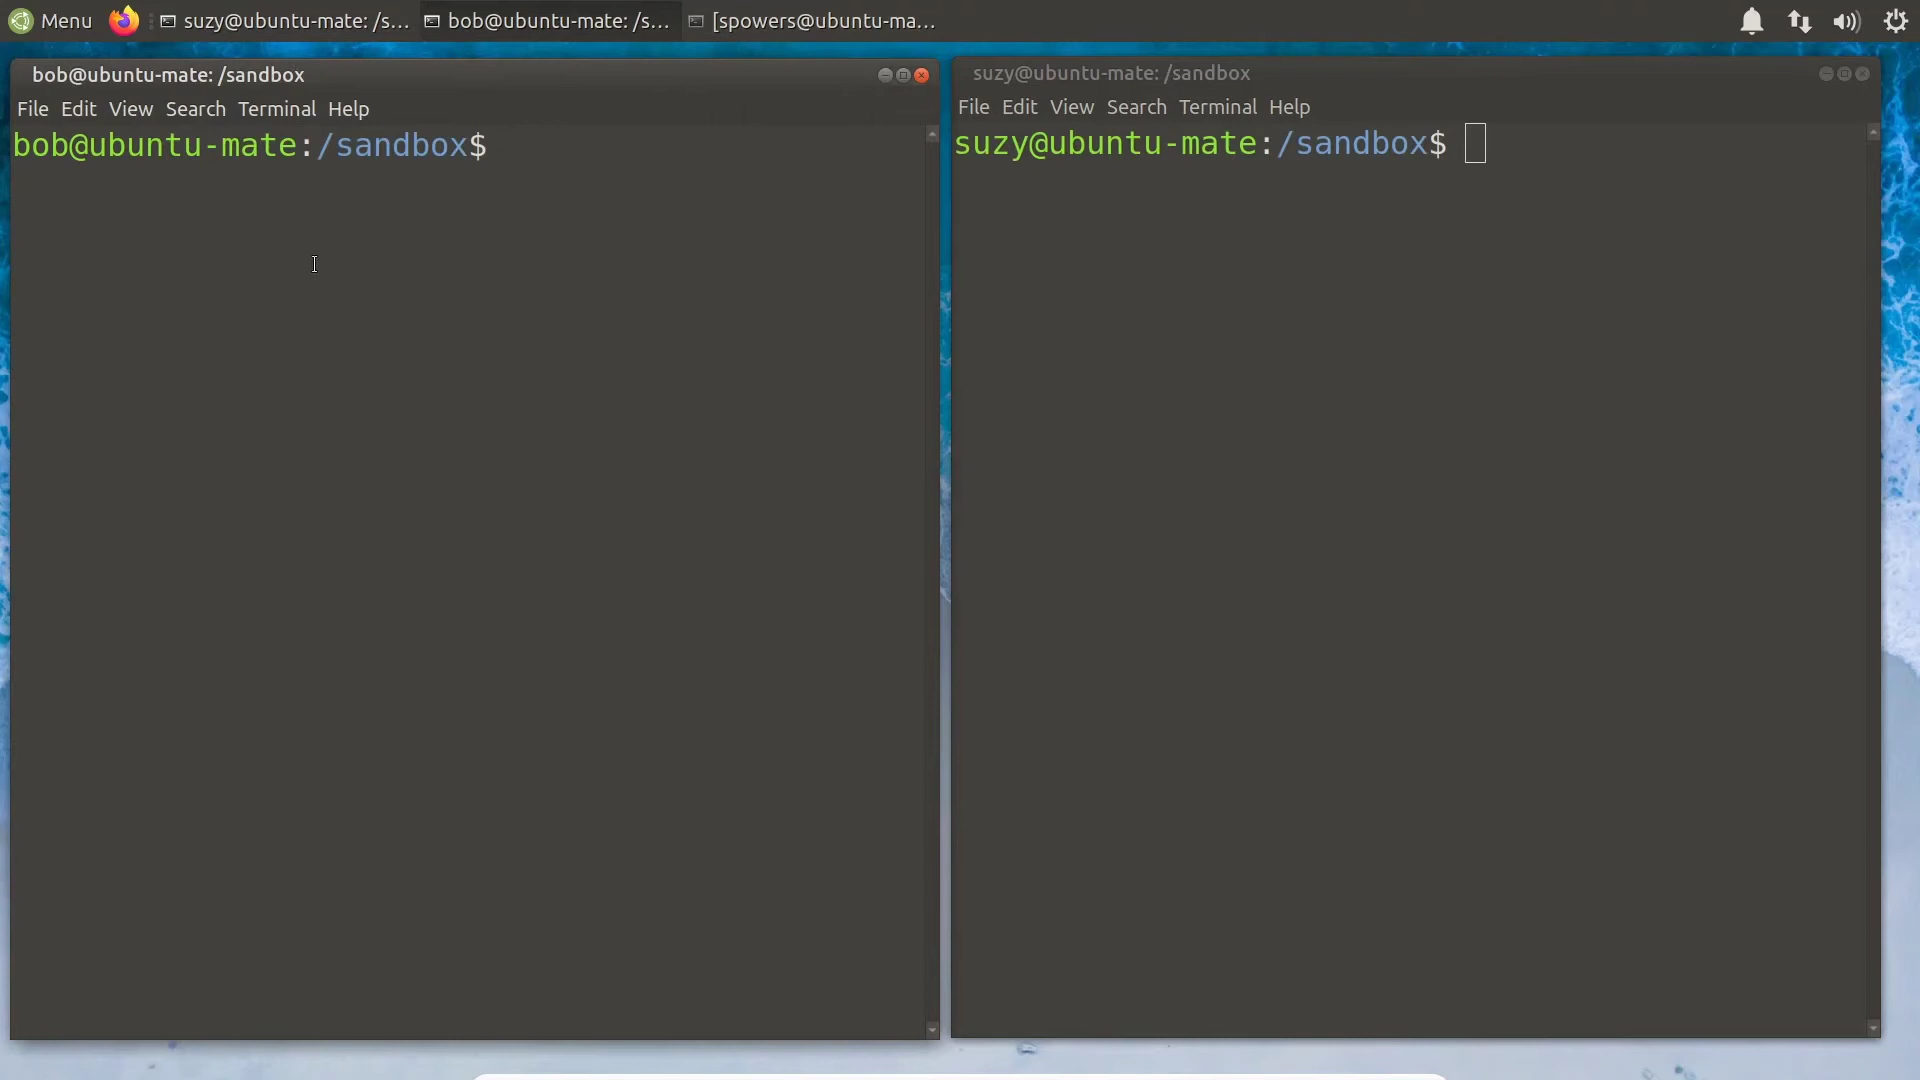 Menu suzy@ubuntu-mate: /s... bob@ubuntu-mate: /s... [spowers@ubuntu-ma...
bob@ubuntu-mate: /sandbox
File Edit View Search Terminal Help
bob@ubuntu-mate:/sandbox$
suzy@ubuntu-mate: /sandbox
File Edit View Search Terminal Help
suzy@ubuntu-mate:/sandbox$